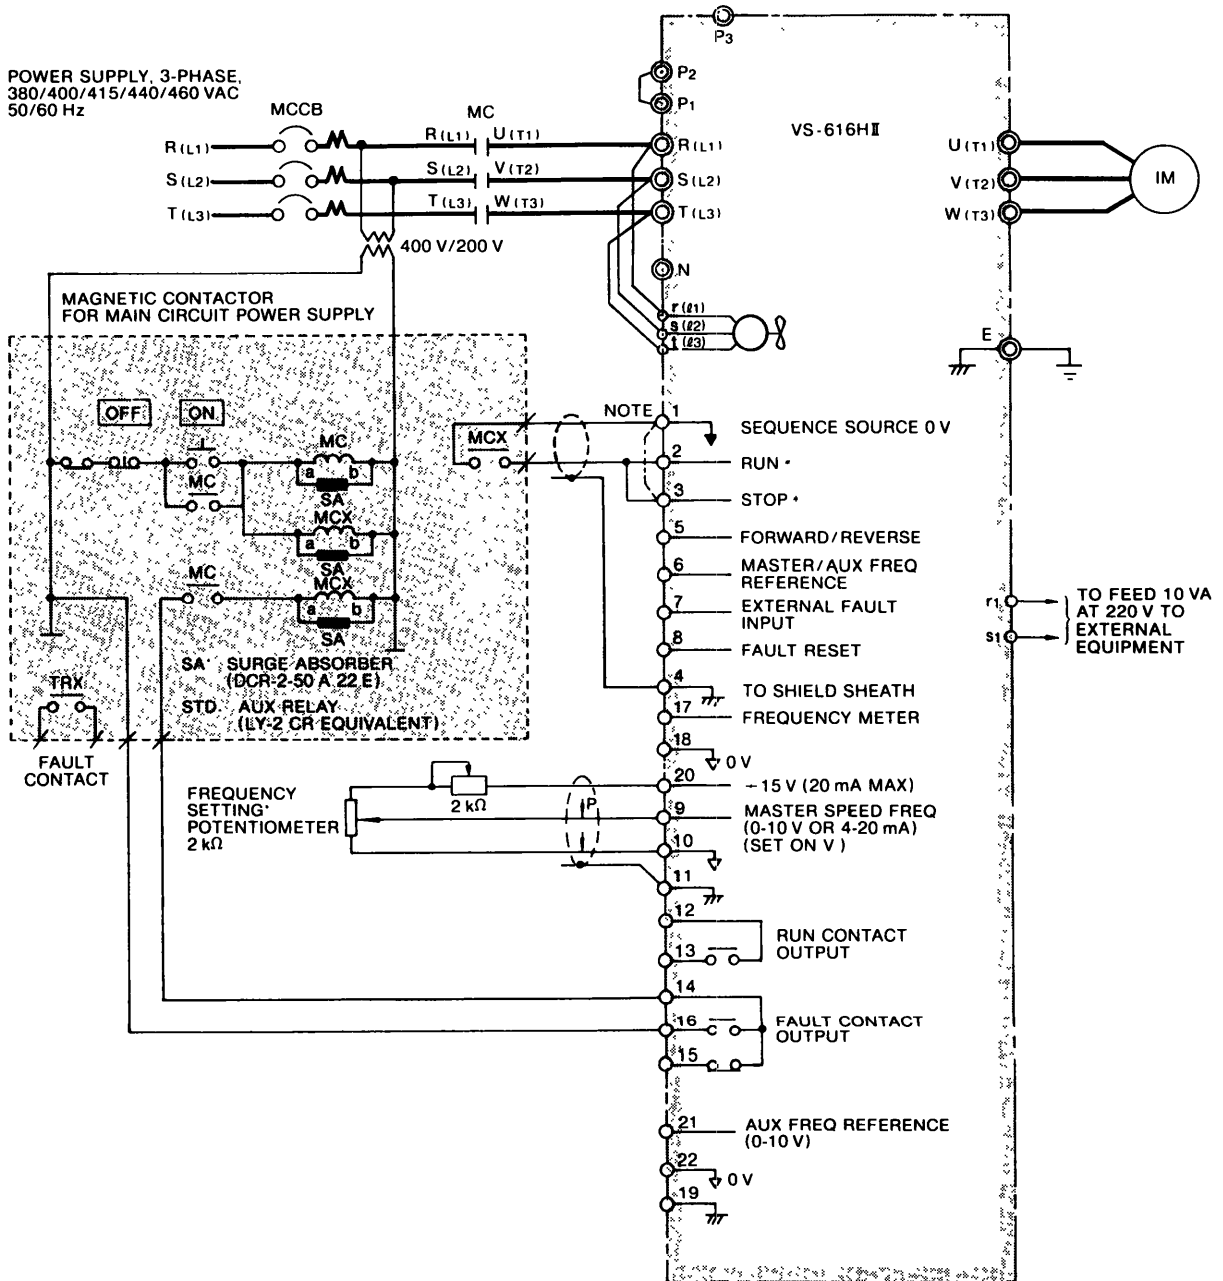 P3
POWER SUPPLY, 3-PHASE,
380/400/415/440/460 VAC
50/60 Hz
MCCB
MC
P2
P1
VS-616HII
R(L1)
R(L1) U(T1)
R(L1)
U(T1)
S(L2)
S(L2) V(T2)
S(L2)
V(T2)
IM
T(L3)
T(L3) W(T3)
T(L3)
W(T3)
400 V/200 V
N
MAGNETIC CONTACTOR
FOR MAIN CIRCUIT POWER SUPPLY
r(ℓ1)
s(ℓ2)
t(ℓ3)
E
OFF
ON
MC
a b
SA
MC
MCX
a b
SA
MC
MCX
a b
SA
MCX
NOTE
1
SEQUENCE SOURCE 0 V
2
RUN *
3
STOP *
5
FORWARD/REVERSE
6
MASTER/AUX FREQ
REFERENCE
7
EXTERNAL FAULT
INPUT
8
FAULT RESET
4
TO SHIELD SHEATH
17
FREQUENCY METER
18
0 V
r1
s1
TO FEED 10 VA
AT 220 V TO
EXTERNAL
EQUIPMENT
SA: SURGE ABSORBER
(DCR-2-50 A 22 E)
STD. AUX RELAY
(LY-2 CR EQUIVALENT)
TRX
FAULT
CONTACT
FREQUENCY
SETTING
POTENTIOMETER
2 kΩ
2 kΩ
P
20
+15 V (20 mA MAX)
9
MASTER SPEED FREQ
(0-10 V OR 4-20 mA)
(SET ON V)
10
11
12
13
RUN CONTACT
OUTPUT
14
16
15
FAULT CONTACT
OUTPUT
21
AUX FREQ REFERENCE
(0-10 V)
22
0 V
19